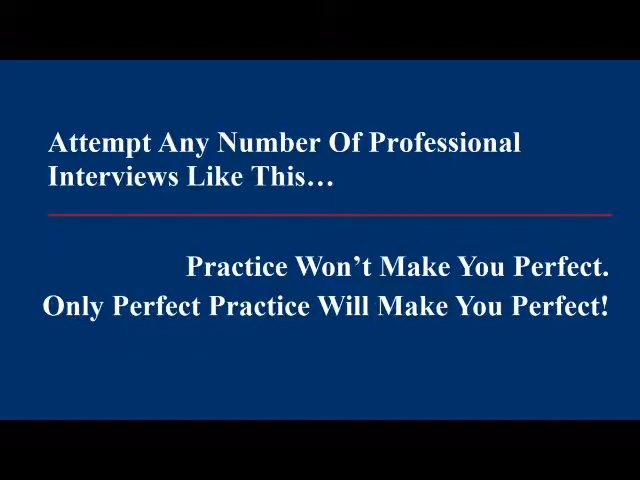 Attempt Any Number Of Professional
Interviews Like This…
Practice Won’t Make You Perfect.
Only Perfect Practice Will Make You Perfect!